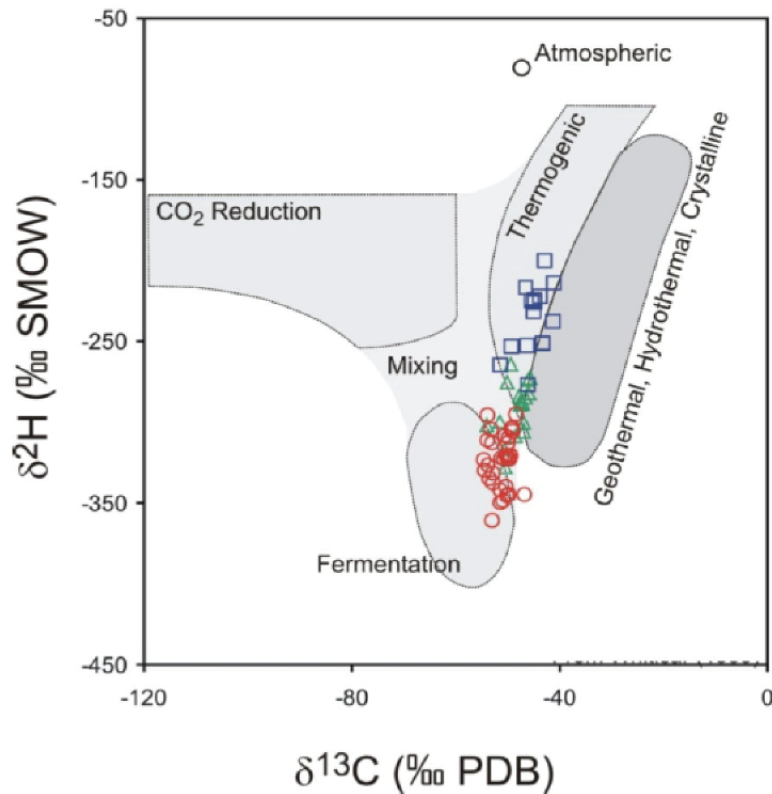 -50
Atmospheric
Thermogenic
Geothermal, Hydrothermal, Crystalline
-150
CO₂ Reduction
δ²H (‰ SMOW)
-250
Mixing
-350
Fermentation
-450
-120
-80
-40
0
δ¹³C (‰ PDB)